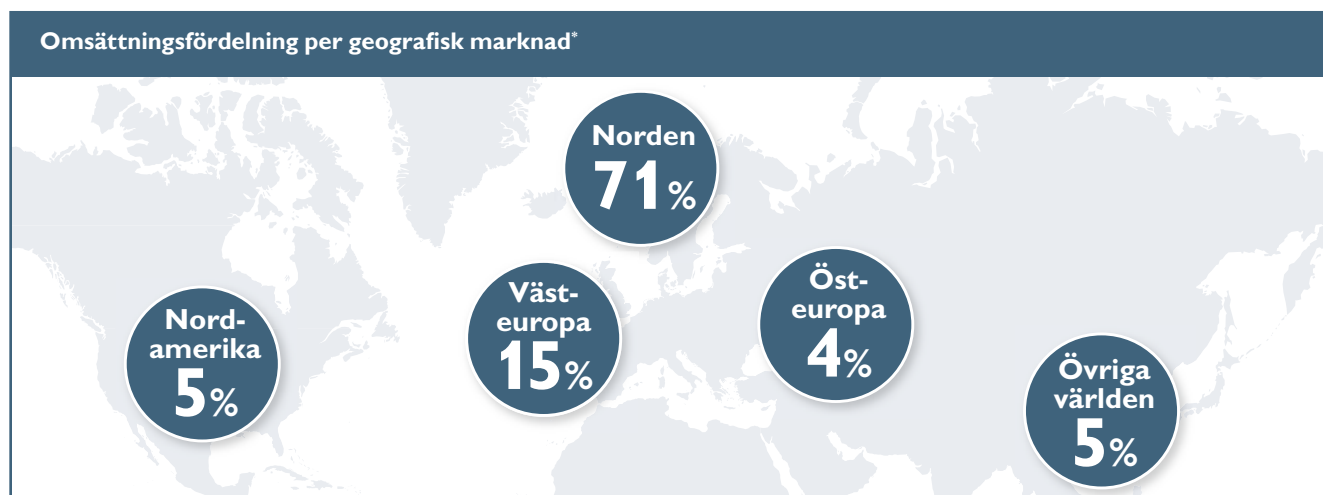 Omsättningsfördelning per geografisk marknad*
Norden
71%
Väst-
europa
15%
Öst-
europa
4%
Nord-
amerika
5%
Övriga
världen
5%